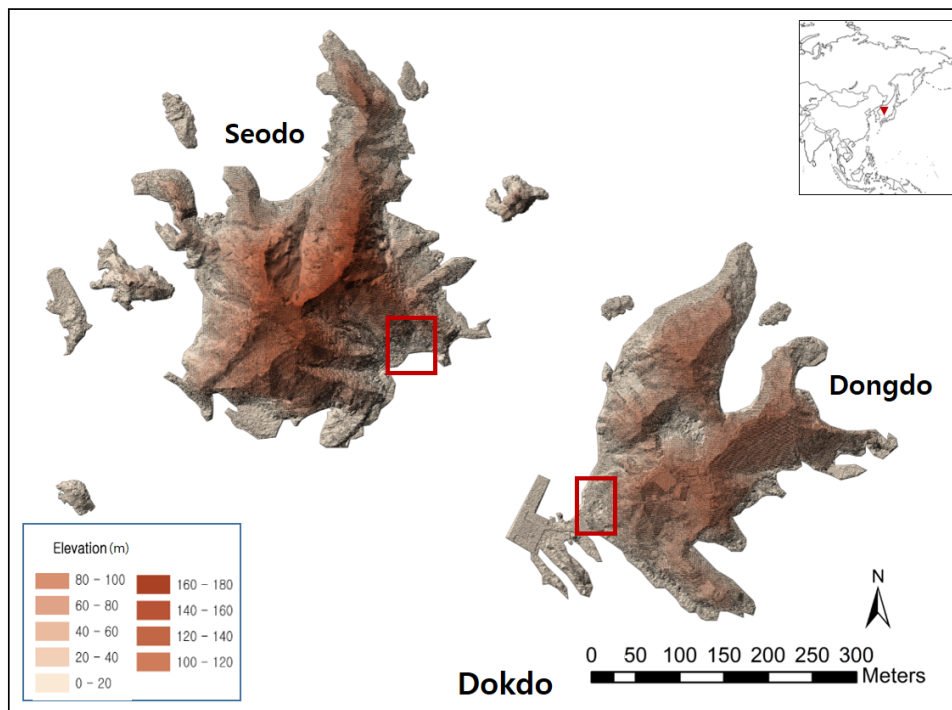 Seodo
Dongdo
Elevation(m)
80 - 100
60 - 80
40 - 60
20 - 40
0 - 20
160 - 180
140 - 160
120 - 140
100 - 120
N
0 50 100 150 200 250 300
Meters
Dokdo